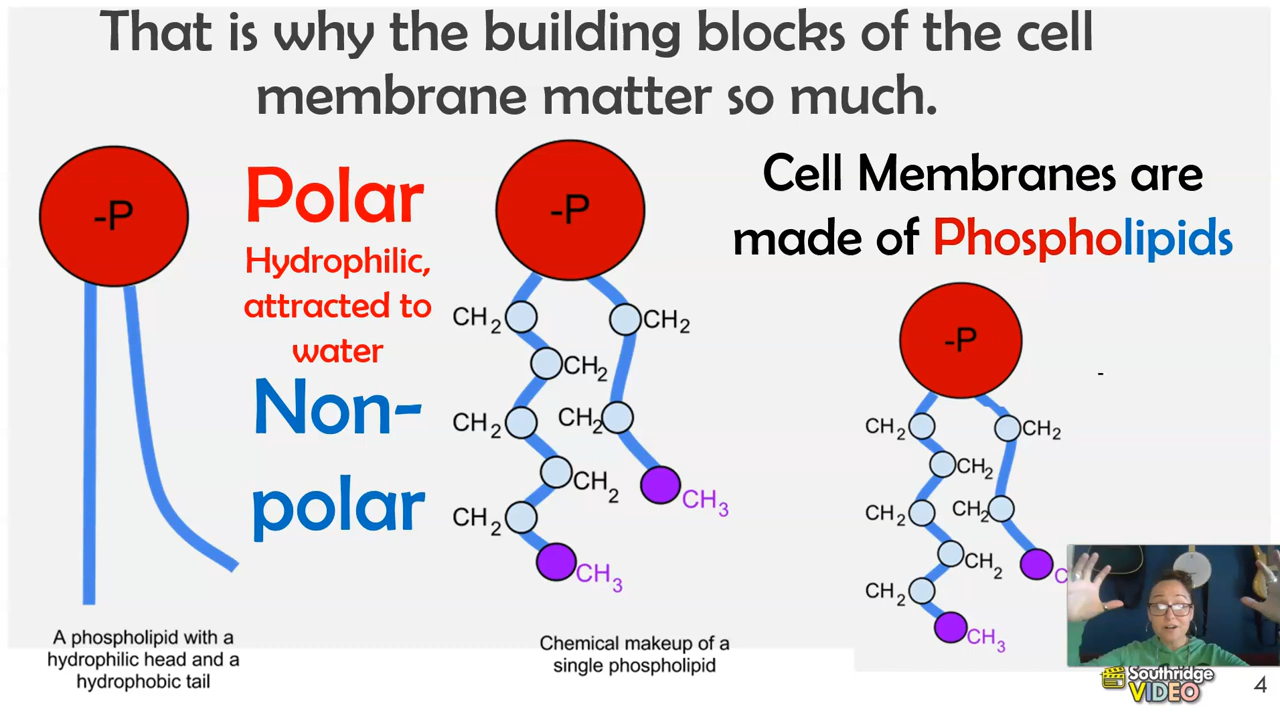 That is why the building blocks of the cell
membrane matter so much.
-P
Polar
Hydrophilic,
attracted to
water
Non-
polar
A phospholipid with a
hydrophilic head and a
hydrophobic tail
-P
CH2
CH2
CH2
CH2
CH2
CH2
CH2
CH3
CH3
Chemical makeup of a
single phospholipid
Cell Membranes are
made of Phospholipids
-P
-
CH2
CH2
CH2
CH2
CH2
CH2
CH2
C
CH3
Southridge
VIDEO
4